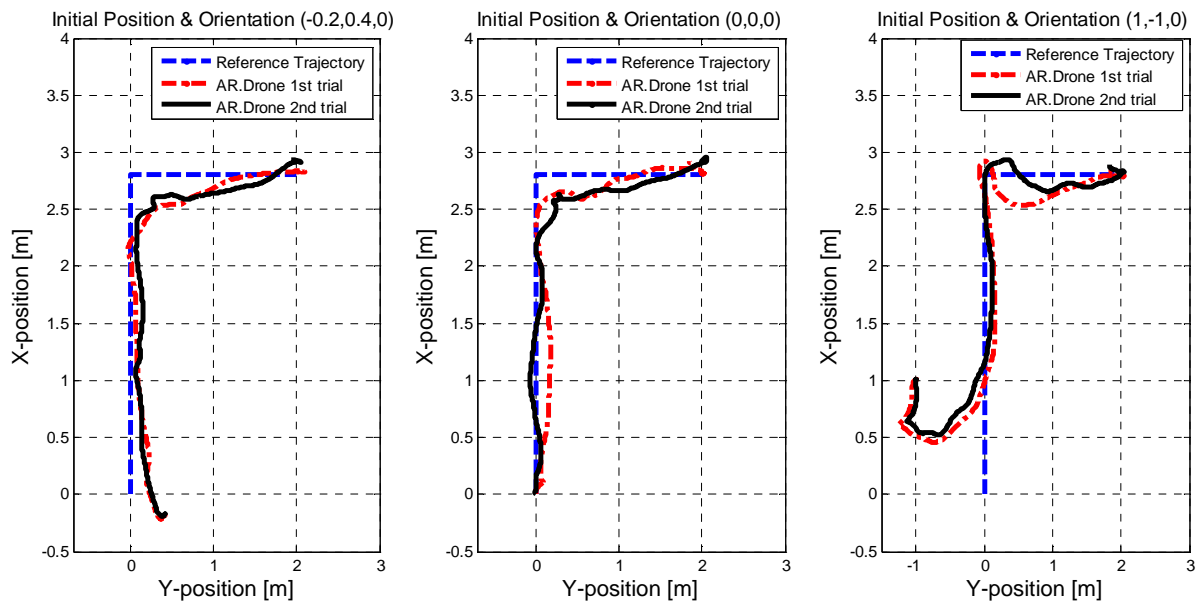 Initial Position & Orientation (-0.2,0.4,0)
4
3.5
3
2.5
2
1.5
1
0.5
0
-0.5
X-position [m]
Reference Trajectory
AR.Drone 1st trial
AR.Drone 2nd trial
0
1
2
3
Y-position [m]
Initial Position & Orientation (0,0,0)
4
3.5
3
2.5
2
1.5
1
0.5
0
-0.5
X-position [m]
Reference Trajectory
AR.Drone 1st trial
AR.Drone 2nd trial
0
1
2
3
Y-position [m]
Initial Position & Orientation (1,-1,0)
4
3.5
3
2.5
2
1.5
1
0.5
0
-0.5
X-position [m]
Reference Trajectory
AR.Drone 1st trial
AR.Drone 2nd trial
-1
0
1
2
3
Y-position [m]